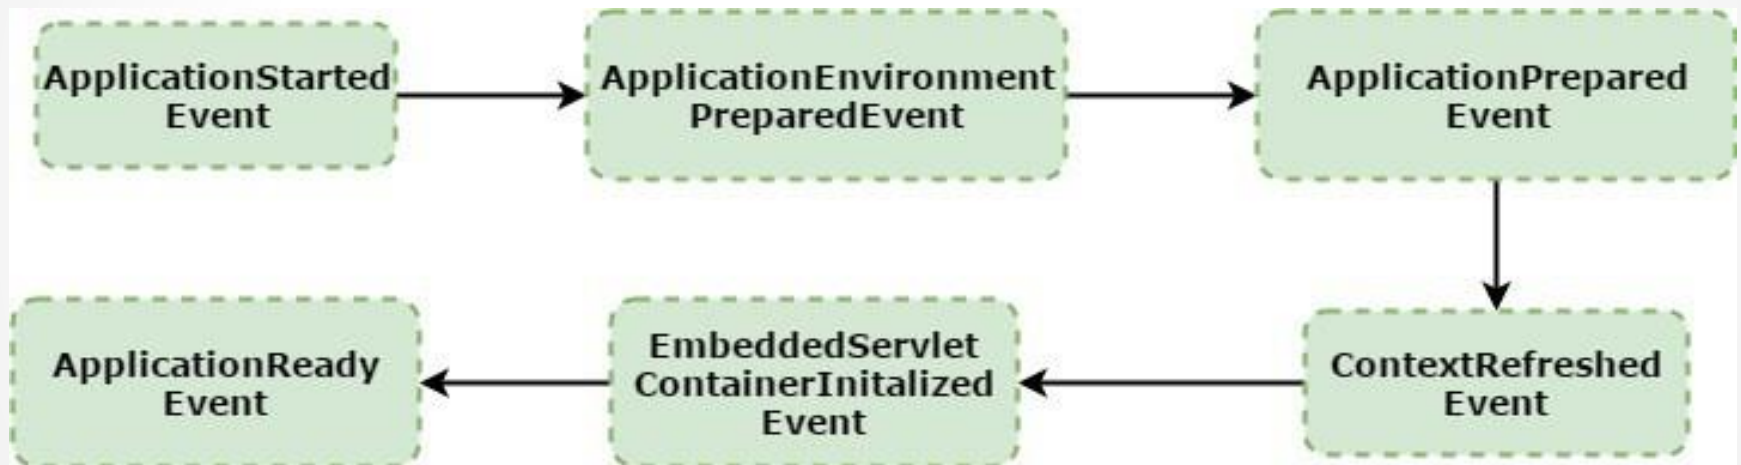 ApplicationStarted
Event
ApplicationEnvironment
PreparedEvent
ApplicationPrepared
Event
ContextRefreshed
Event
EmbeddedServlet
ContainerInitalized
Event
ApplicationReady
Event